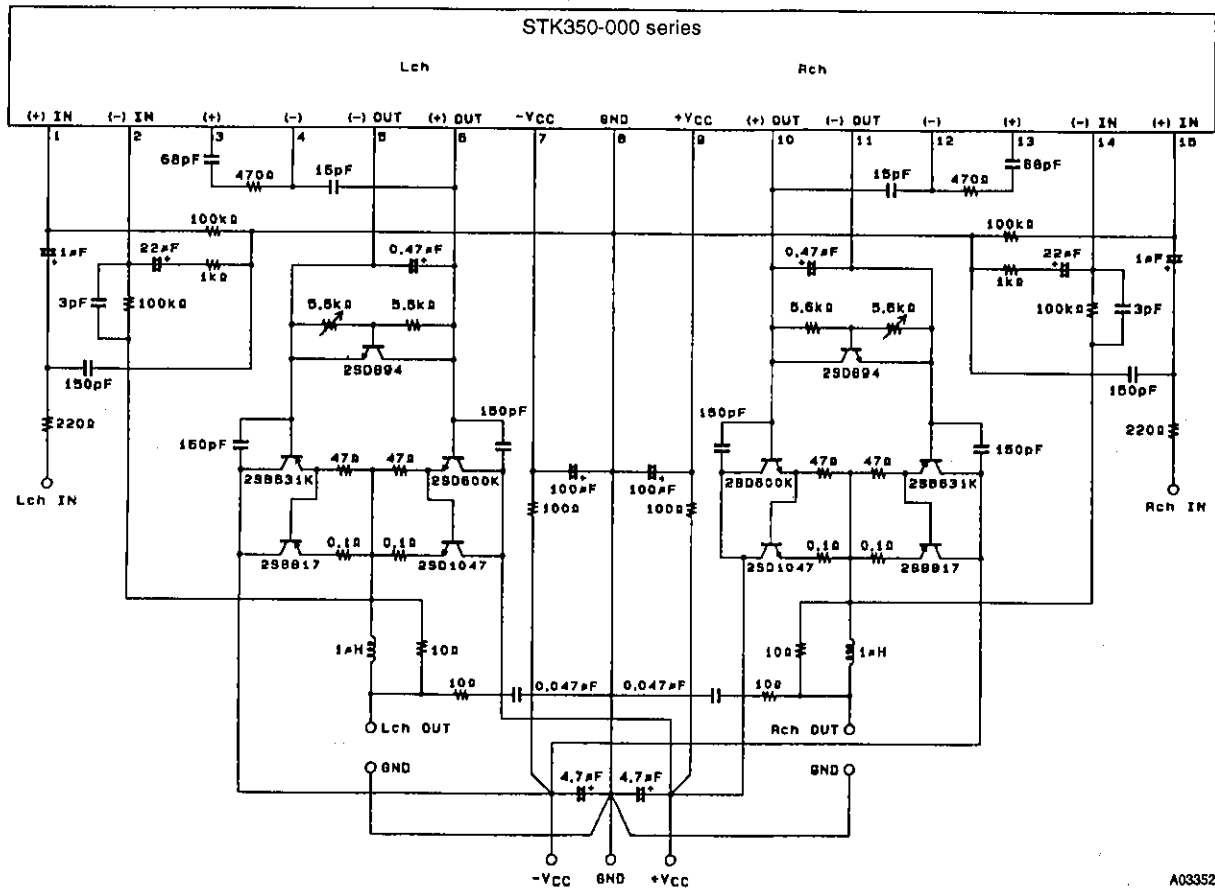 STK350-000 series
Lch Rch
(+) IN (-) IN (+) (-) (-) OUT (+) OUT -VCC GND +VCC (+) OUT (-) OUT (-) (+) (-) IN (+) IN
1 2 3 4 5 6 7 8 9 10 11 12 13 14 15
68pF 68pF
470Ω 15pF 15pF 470Ω
100kΩ 100kΩ
1µF 22µF 0.47µF 0.47µF 22µF 1µF
1kΩ 1kΩ
3pF 100kΩ 5.6kΩ 5.6kΩ 5.6kΩ 5.6kΩ 100kΩ 3pF
2SD894 2SD894
150pF 150pF
220Ω 150pF 150pF 150pF 150pF 220Ω
47Ω 47Ω 47Ω 47Ω
2SB631K 2SD600K 100µF 100µF 2SD600K 2SB631K
Lch IN 100Ω 100Ω Rch IN
0.1Ω 0.1Ω 0.1Ω 0.1Ω
2SB817 2SD1047 2SD1047 2SB817
1µH 10Ω 10Ω 1µH
10Ω 0.047µF 0.047µF 10Ω
Lch OUT Rch OUT
GND 4.7µF 4.7µF GND
-VCC GND +VCC
A03352